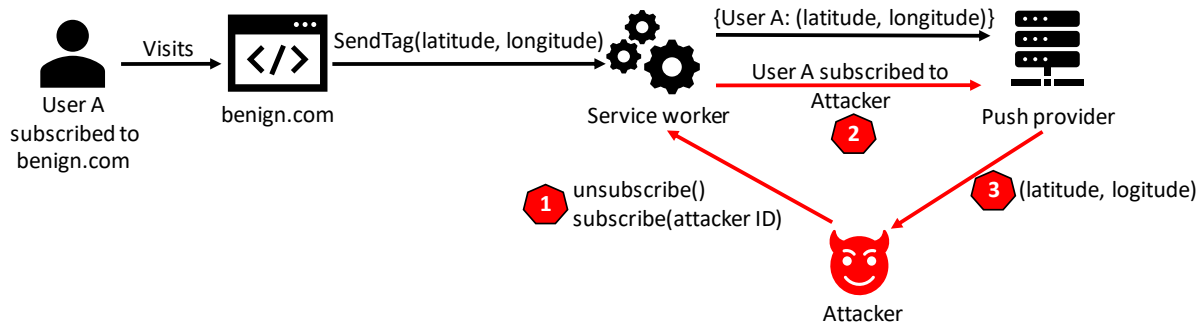 Visits
SendTag(latitude, longitude)
{User A: (latitude, longitude)}
</>
User A subscribed to
Attacker
2
User A
subscribed to
benign.com
benign.com
Service worker
Push provider
1
unsubscribe()
subscribe(attacker ID)
3
(latitude, logitude)
Attacker